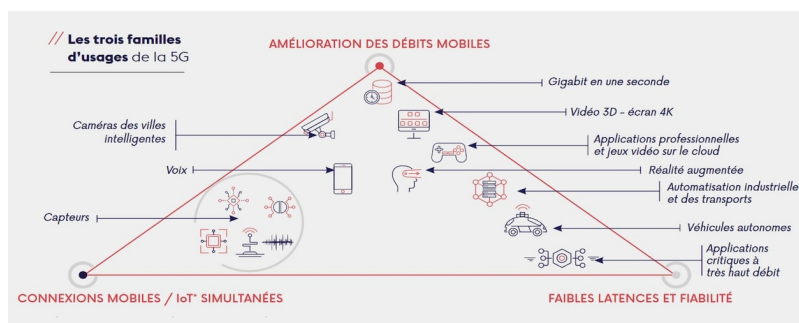 // Les trois familles
d'usages de la 5G
AMÉLIORATION DES DÉBITS MOBILES
Gigabit en une seconde
Vidéo 3D - écran 4K
Caméras des villes
intelligentes
Applications professionnelles
et jeux vidéo sur le cloud
Voix
Réalité augmentée
Automatisation industrielle
et des transports
Capteurs
Véhicules autonomes
Applications
critiques à
très haut débit
CONNEXIONS MOBILES / IoT* SIMULTANÉES
FAIBLES LATENCES ET FIABILITÉ